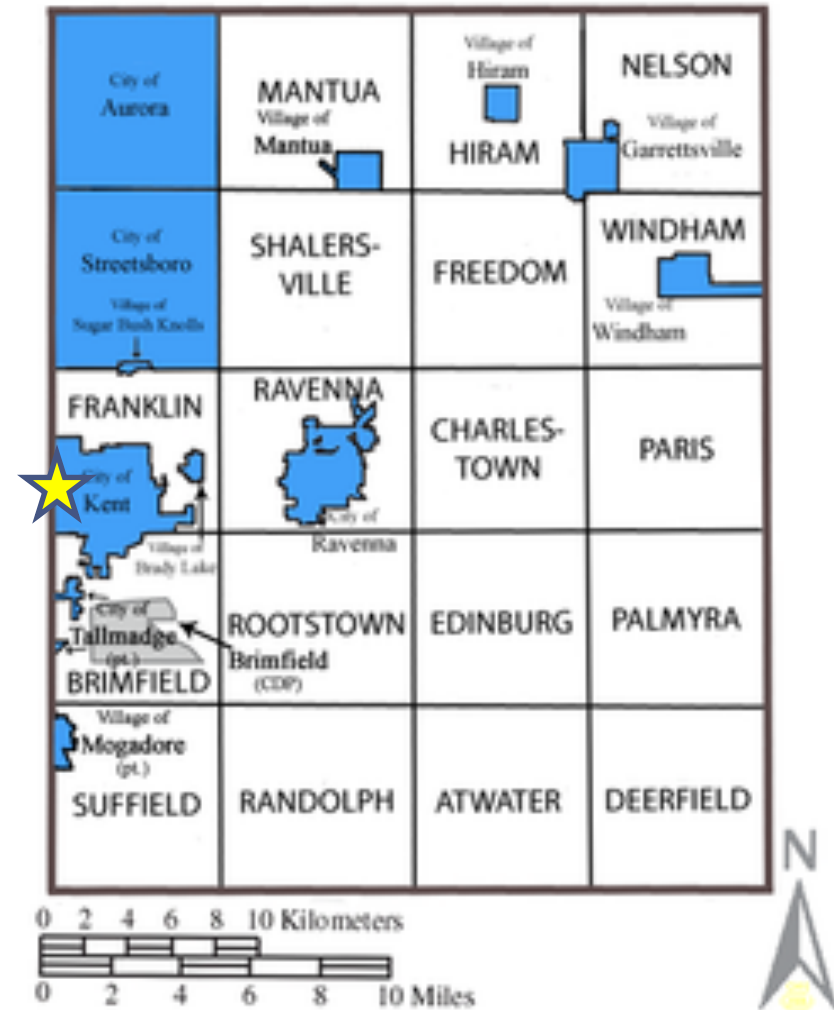 City of
Aurora
MANTUA
Village of
Mantua
Village of
Hiram
HIRAM
NELSON
Village of
Garrettsville
City of
Streetsboro
Village of
Sugar Bush Knolls
SHALERS-
VILLE
FREEDOM
WINDHAM
Village of
Windham
FRANKLIN
City of
Kent
Village of
Brady Lake
RAVENNA
City of
Ravenna
CHARLES-
TOWN
PARIS
City of
Tallmadge
(pt.)
BRIMFIELD
ROOTSTOWN
Brimfield
(CDP)
EDINBURG
PALMYRA
Village of
Mogadore
(pt.)
SUFFIELD
RANDOLPH
ATWATER
DEERFIELD
N
0 2 4 6 8 10 Kilometers
0 2 4 6 8 10 Miles